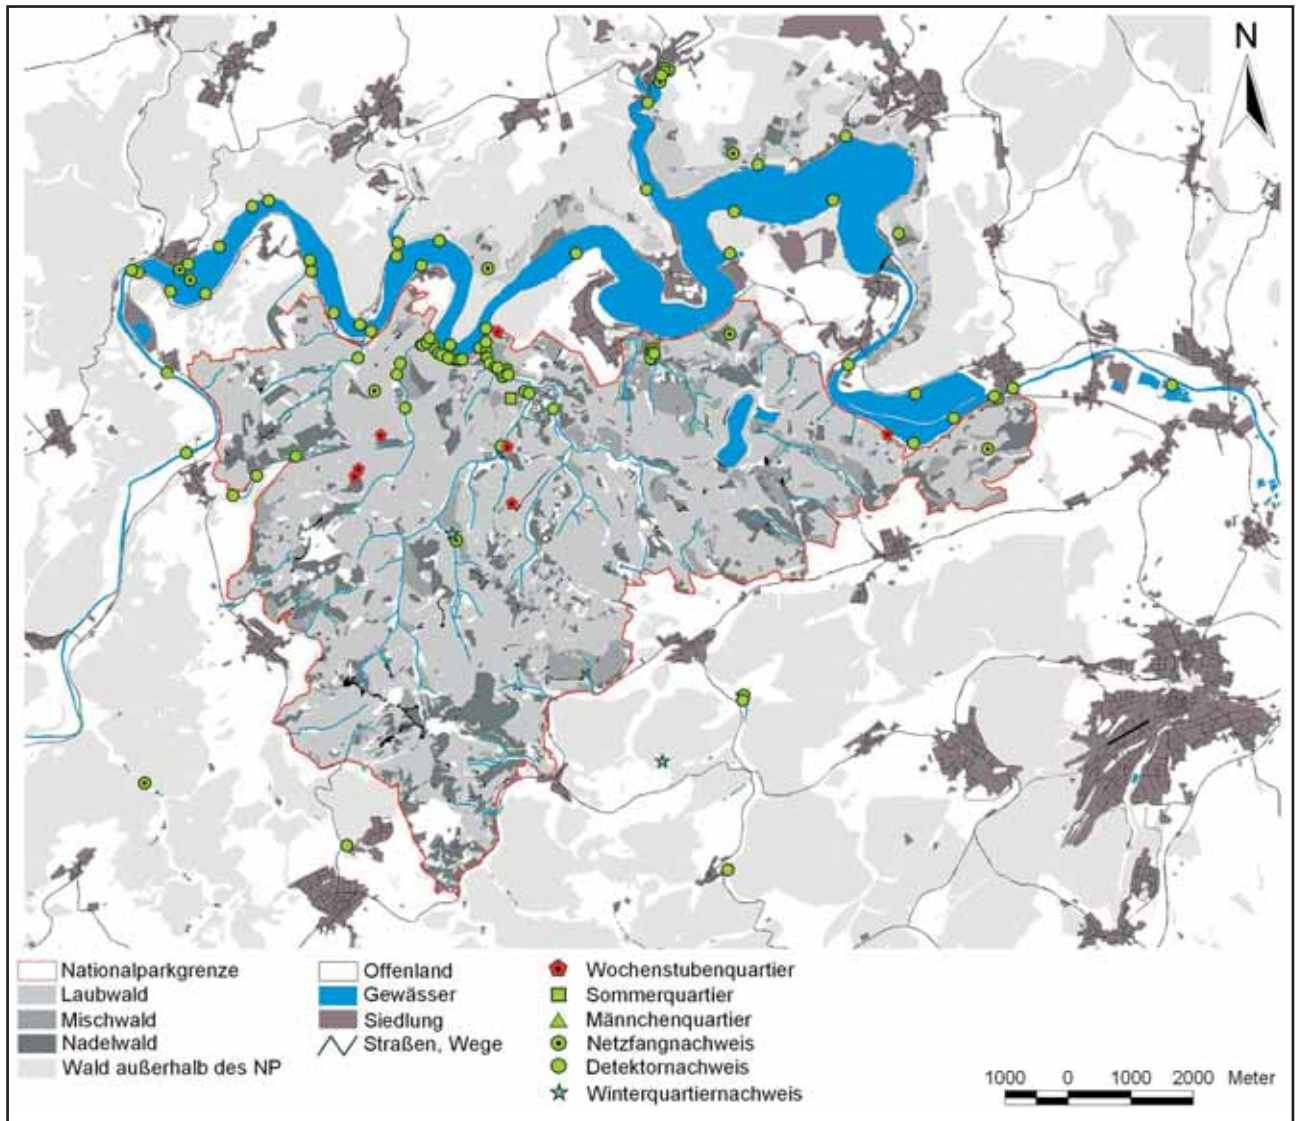 N
Nationalparkgrenze
Laubwald
Mischwald
Nadelwald
Wald außerhalb des NP
Offenland
Gewässer
Siedlung
Straßen, Wege
Wochenstubenquartier
Sommerquartier
Männchenquartier
Netzfangnachweis
Detektornachweis
Winterquartiernachweis
1000 0 1000 2000 Meter